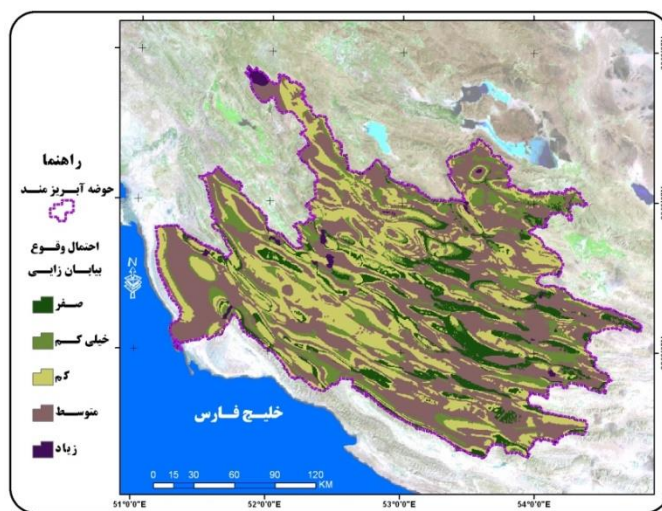 راهنما
حوضه آبریز مند
احتمال وقوع
بیابان زایی
صفر
خیلی کم
کم
متوسط
زیاد
N
خلیج فارس
0 15 30 60 90 120
KM
51°0'0"E 52°0'0"E 53°0'0"E 54°0'0"E